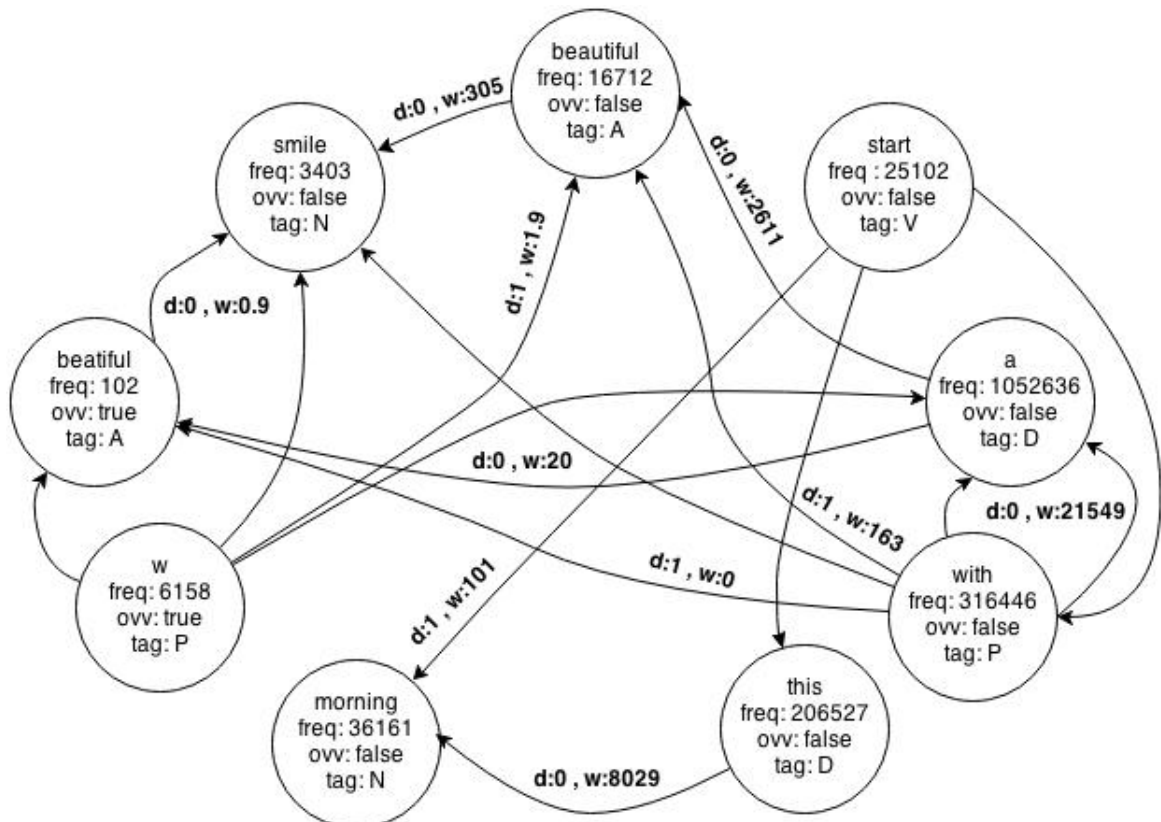 beautiful
freq: 16712
ovv: false
tag: A
d:0 , w:305
smile
freq: 3403
ovv: false
tag: N
start
freq : 25102
ovv: false
tag: V
d:0 , w:2611
d:1 , w:1.9
d:0 , w:0.9
beatiful
freq: 102
ovv: true
tag: A
a
freq: 1052636
ovv: false
tag: D
d:0 , w:20
d:1 , w:163
d:0 , w:21549
w
freq: 6158
ovv: true
tag: P
d:1 , w:0
with
freq: 316446
ovv: false
tag: P
d:1 , w:101
morning
freq: 36161
ovv: false
tag: N
this
freq: 206527
ovv: false
tag: D
d:0 , w:8029